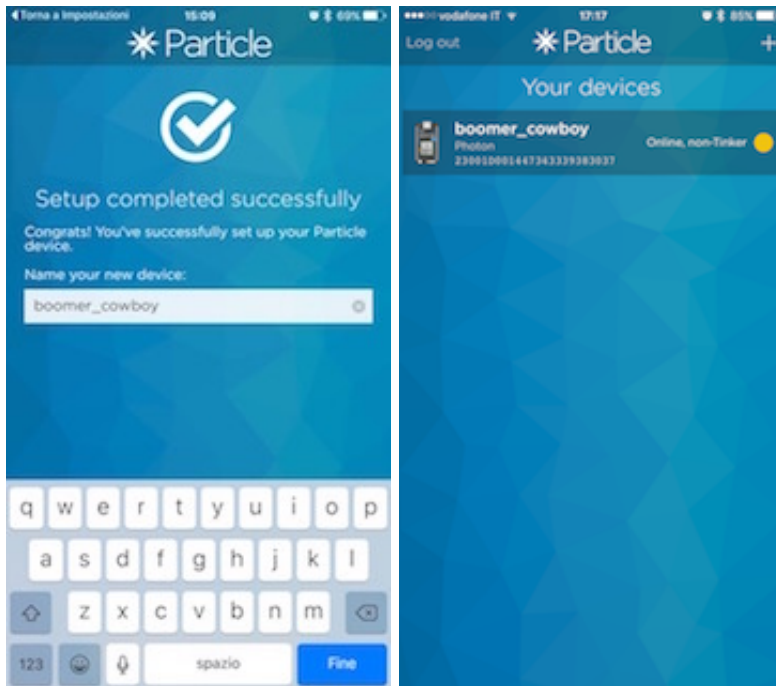 Torna a Impostazioni 15:09 69%
Particle
Setup completed successfully
Congrats! You've successfully set up your Particle
device.
Name your new device:
boomer_cowboy
q w e r t y u i o p
a s d f g h j k l
z x c v b n m
123 spazio Fine
vodafone IT 17:17 85%
Log out Particle +
Your devices
boomer_cowboy
Photon
Online, non-Tinker
23001D001447343339383037